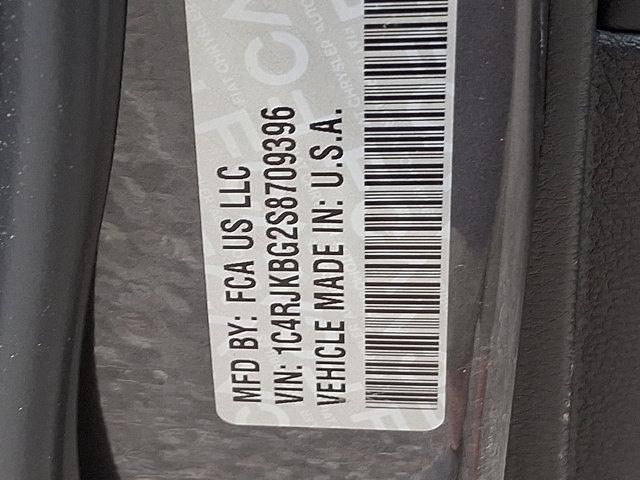 MFD BY: FCA US LLC
VIN: 1C4RJKBG2S8709396
VEHICLE MADE IN: U.S.A.